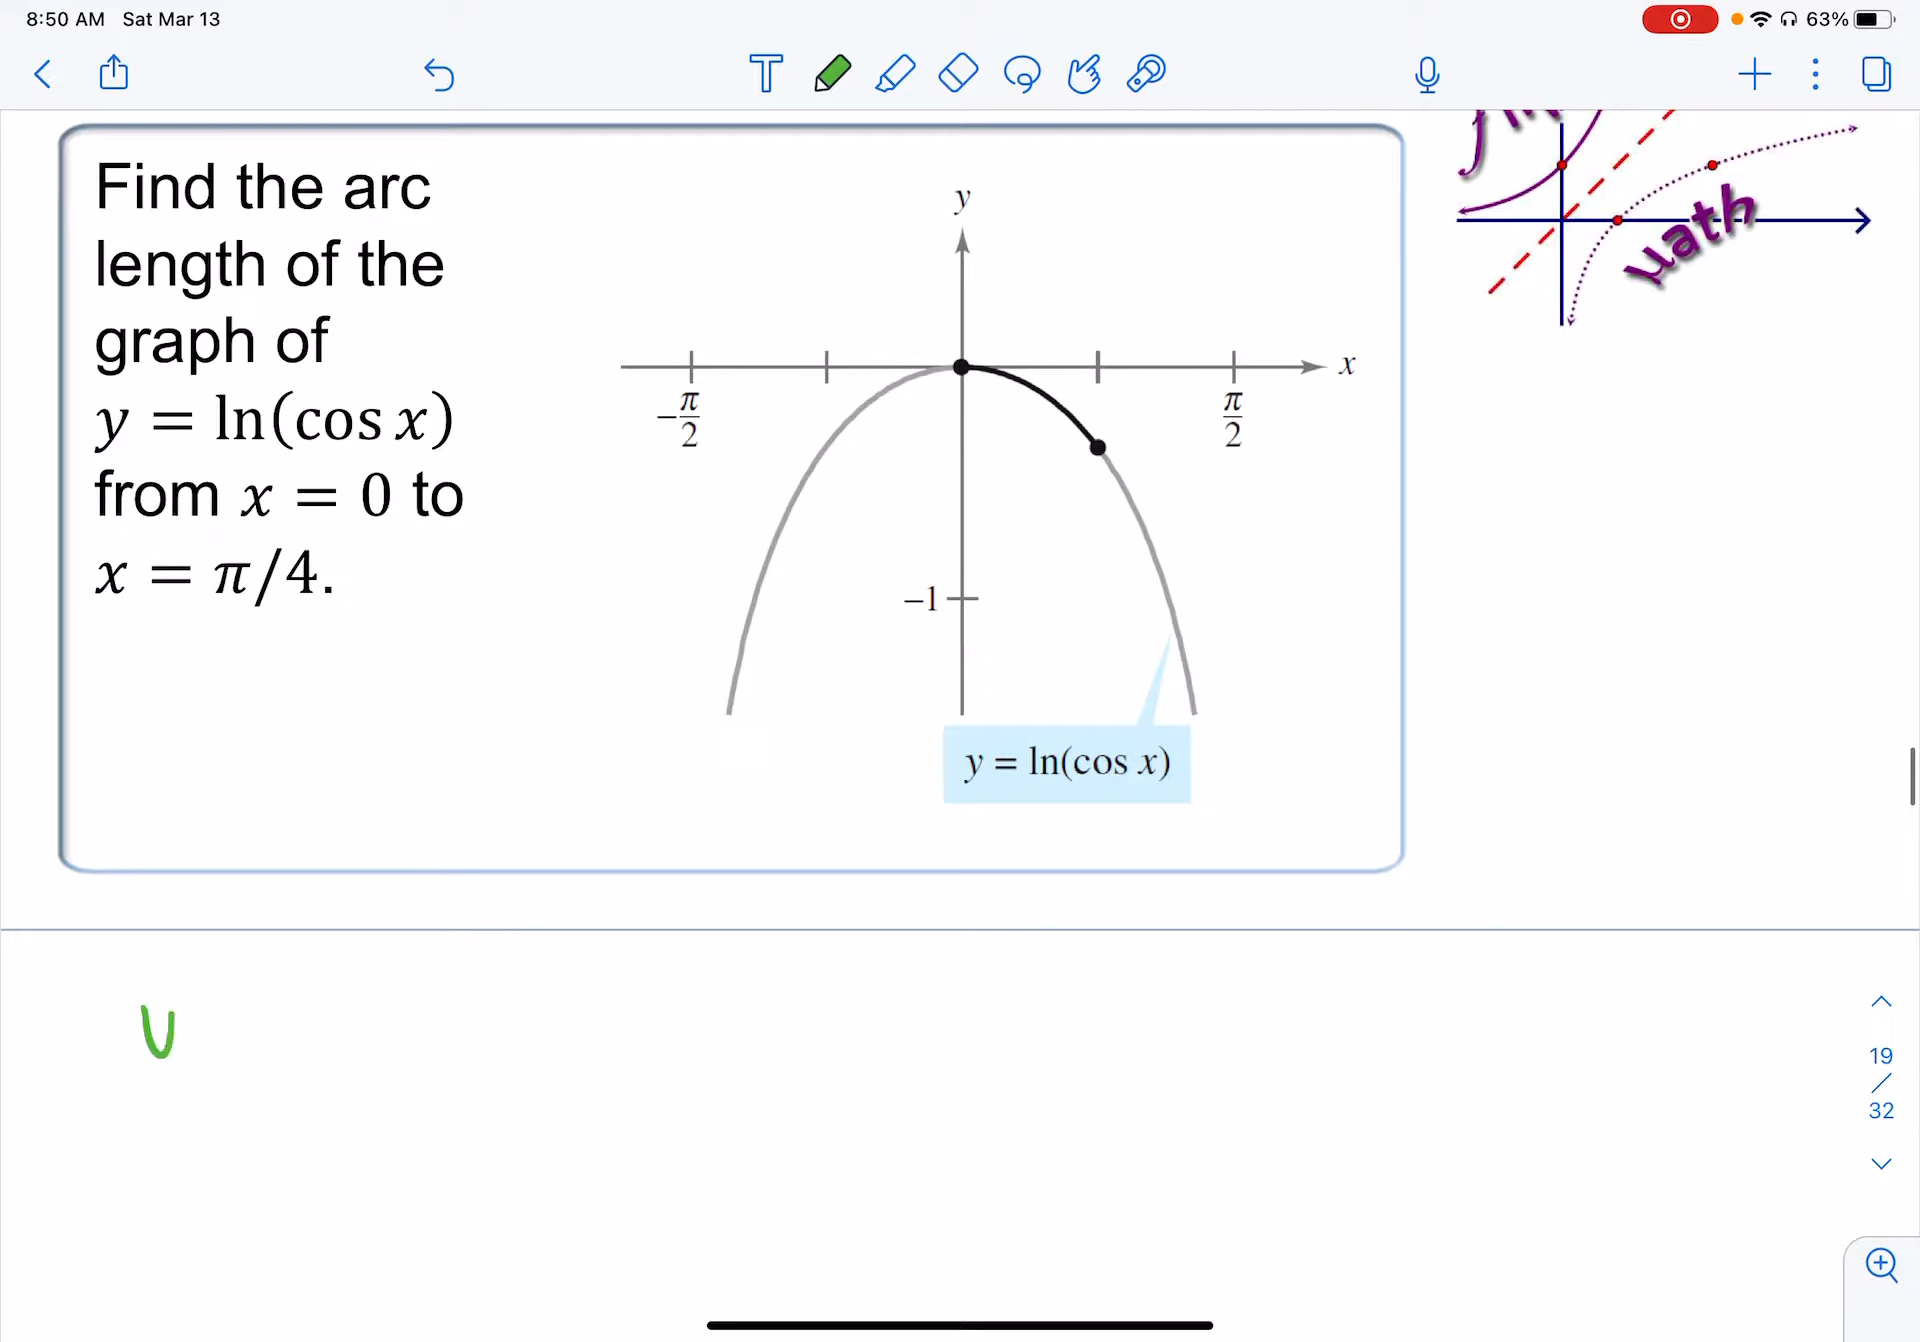 8:50 AM Sat Mar 13
63%
Find the arc
length of the
graph of
y = ln(cos x)
from x = 0 to
x = π/4.
y
x
−π/2
π/2
−1
y = ln(cos x)
math
19
/
32